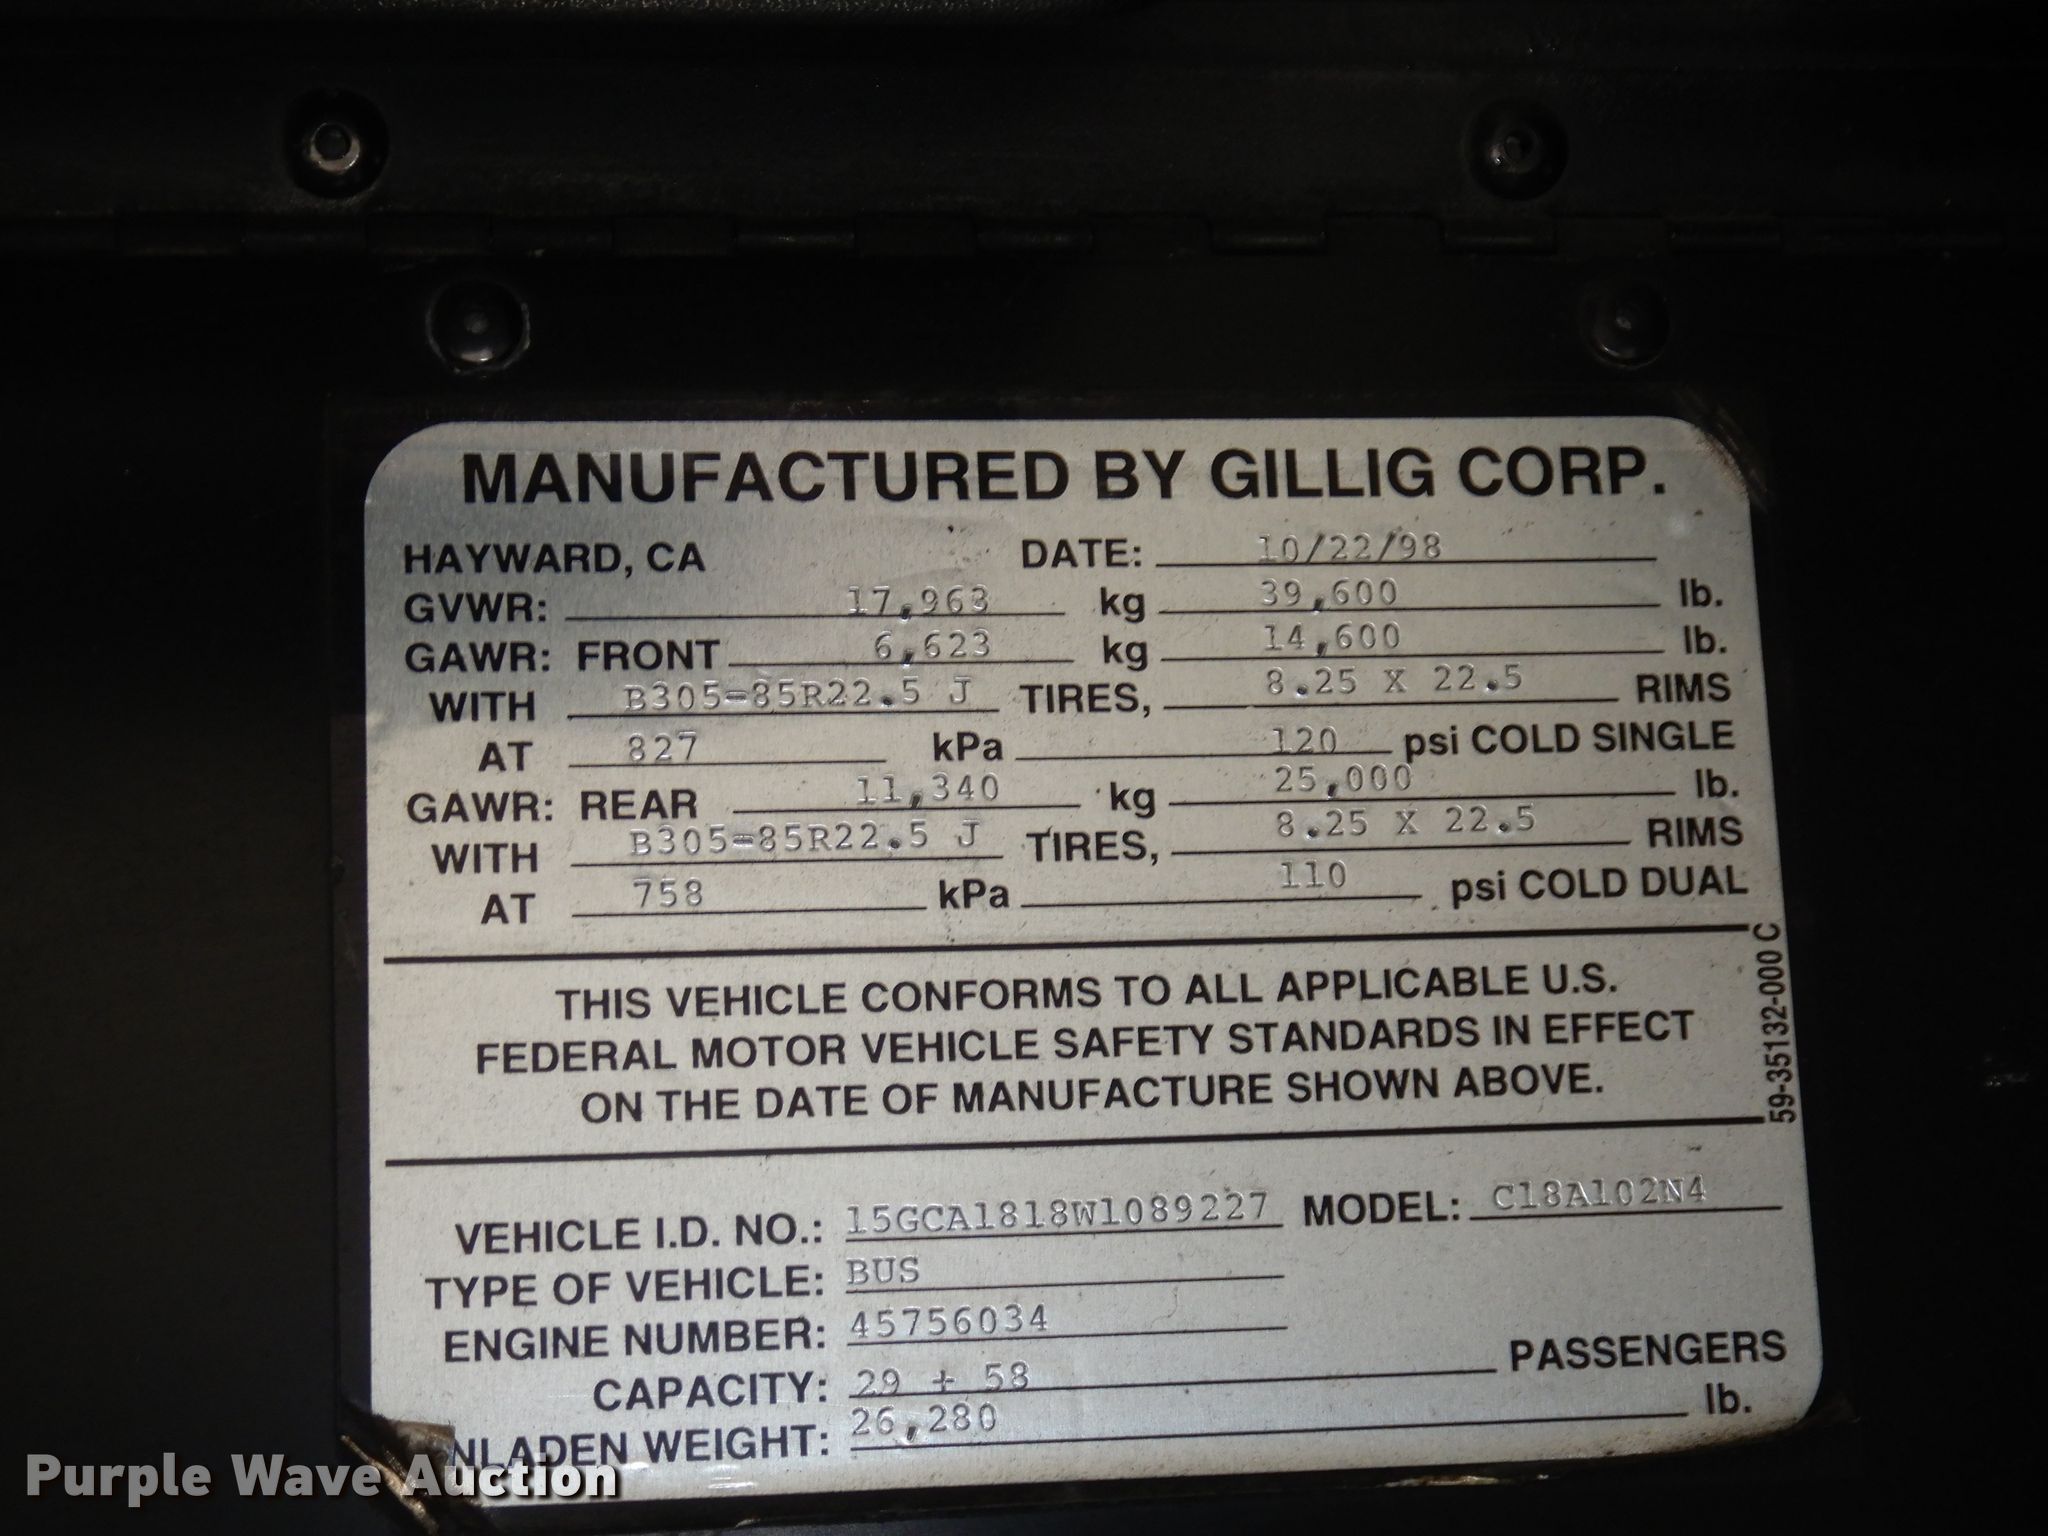 MANUFACTURED BY GILLIG CORP.
HAYWARD, CA DATE: 10/22/98
GVWR: 17,963 kg 39,600 lb.
GAWR: FRONT 6,623 kg 14,600 lb.
WITH B305-85R22.5 J TIRES, 8.25 X 22.5 RIMS
AT 827 kPa 120 psi COLD SINGLE
GAWR: REAR 11,340 kg 25,000 lb.
WITH B305-85R22.5 J TIRES, 8.25 X 22.5 RIMS
AT 758 kPa 110 psi COLD DUAL
THIS VEHICLE CONFORMS TO ALL APPLICABLE U.S.
FEDERAL MOTOR VEHICLE SAFETY STANDARDS IN EFFECT
ON THE DATE OF MANUFACTURE SHOWN ABOVE.
59-35132-000 C
VEHICLE I.D. NO.: 15GCA1818W1089227 MODEL: C18A102N4
TYPE OF VEHICLE: BUS
ENGINE NUMBER: 45756034
CAPACITY: 29 + 58 PASSENGERS
NLADEN WEIGHT: 26,280 lb.
Purple Wave Auction